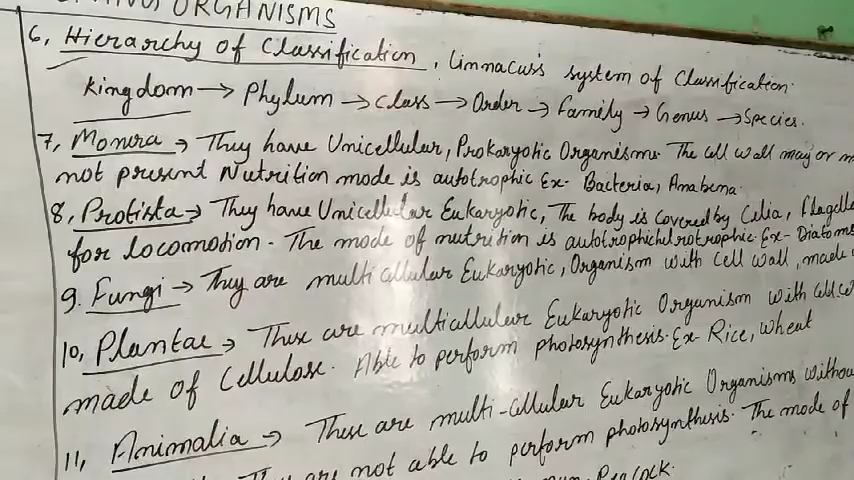 ORGANISMS
6, Hierarchy of Classification, Linnacus's system of Classification.
Kingdom → Phylum → Class → Order → Family → Genus → Species.
7, Monera → They have Unicellular, Prokaryotic Organisms. The Cell wall may or m
not present Nutrition mode is autotrophic Ex- Bacteria, Anabena.
8, Protista → They have Unicellular Eukaryotic, The body is covered by Celia, Flagelle
for locomotion - The mode of nutrition is Ex- Diatoms
9. Fungi → They are multi cellular Eukaryotic, Organism with Cell wall, made
10, Plantae → These are multicellular Eukaryotic Organism with Cell w
made of Cellulose. Able to perform photosynthesis. Ex- Rice, wheat
11, Animalia → These are multi-cellular Eukaryotic Organisms withou
They are not able to perform photosynthesis. The mode of
Peacock.